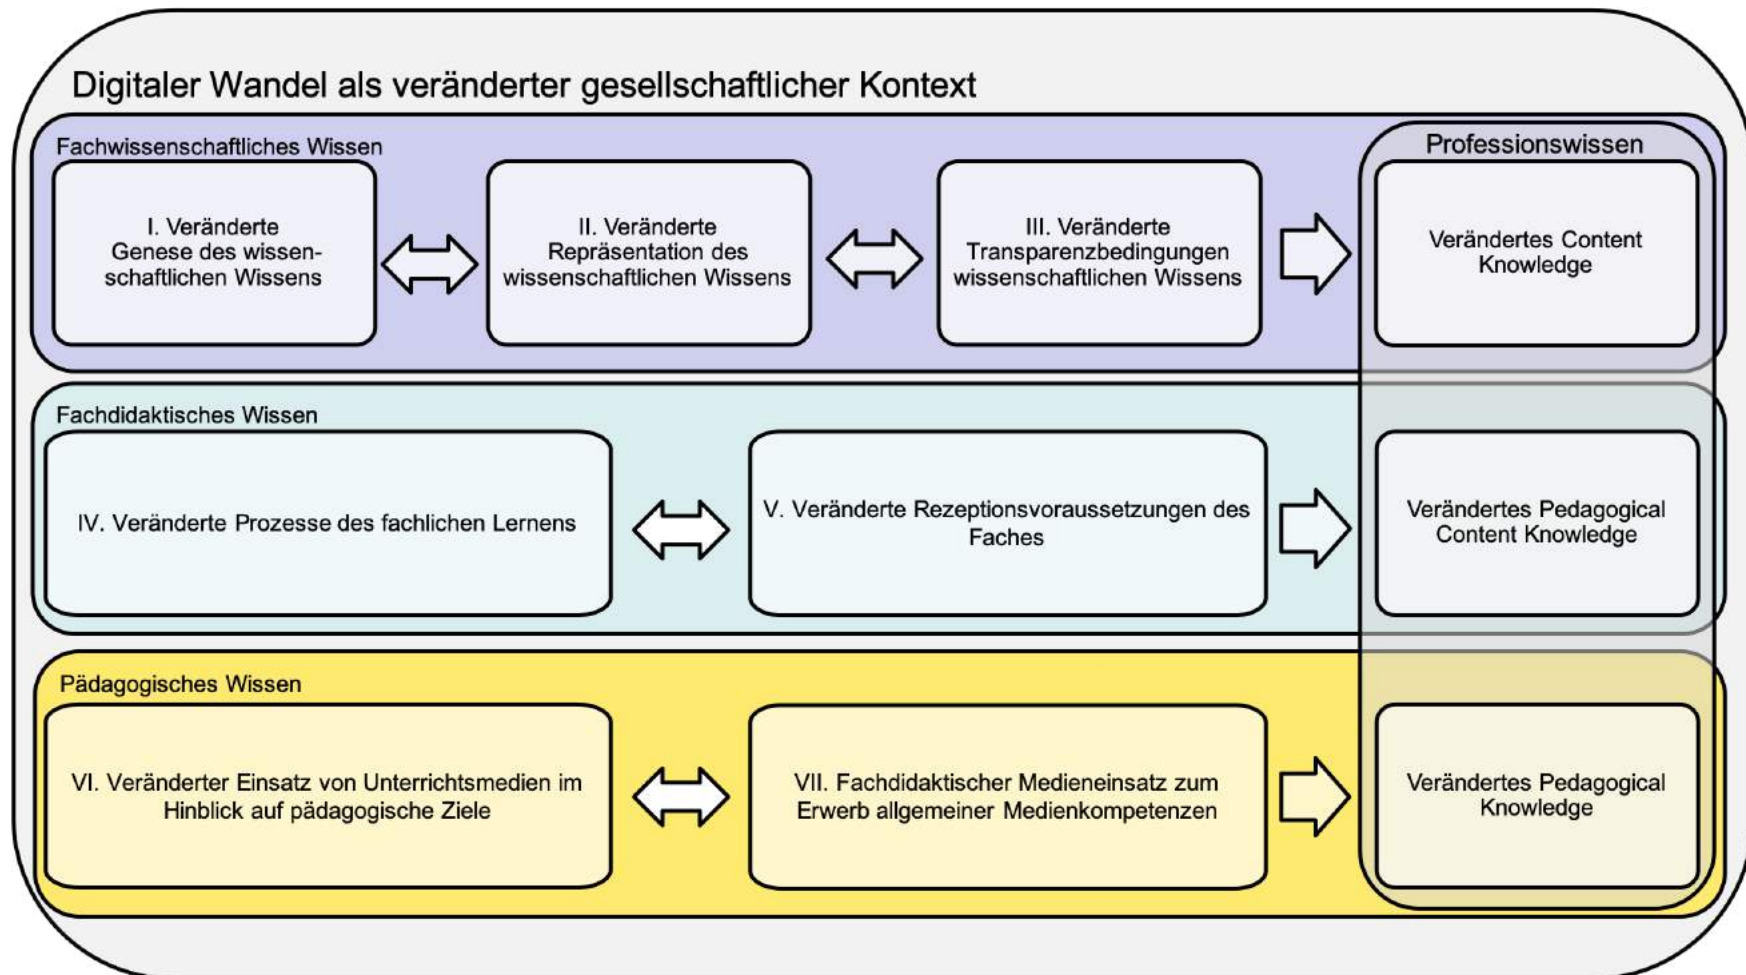 Digitaler Wandel als veränderter gesellschaftlicher Kontext
Fachwissenschaftliches Wissen
Professionswissen
I. Veränderte
Genese des wissen-
schaftlichen Wissens
II. Veränderte
Repräsentation des
wissenschaftlichen Wissens
III. Veränderte
Transparenzbedingungen
wissenschaftlichen Wissens
Verändertes Content
Knowledge
Fachdidaktisches Wissen
IV. Veränderte Prozesse des fachlichen Lernens
V. Veränderte Rezeptionsvoraussetzungen des
Faches
Verändertes Pedagogical
Content Knowledge
Pädagogisches Wissen
VI. Veränderter Einsatz von Unterrichtsmedien im
Hinblick auf pädagogische Ziele
VII. Fachdidaktischer Medieneinsatz zum
Erwerb allgemeiner Medienkompetenzen
Verändertes Pedagogical
Knowledge